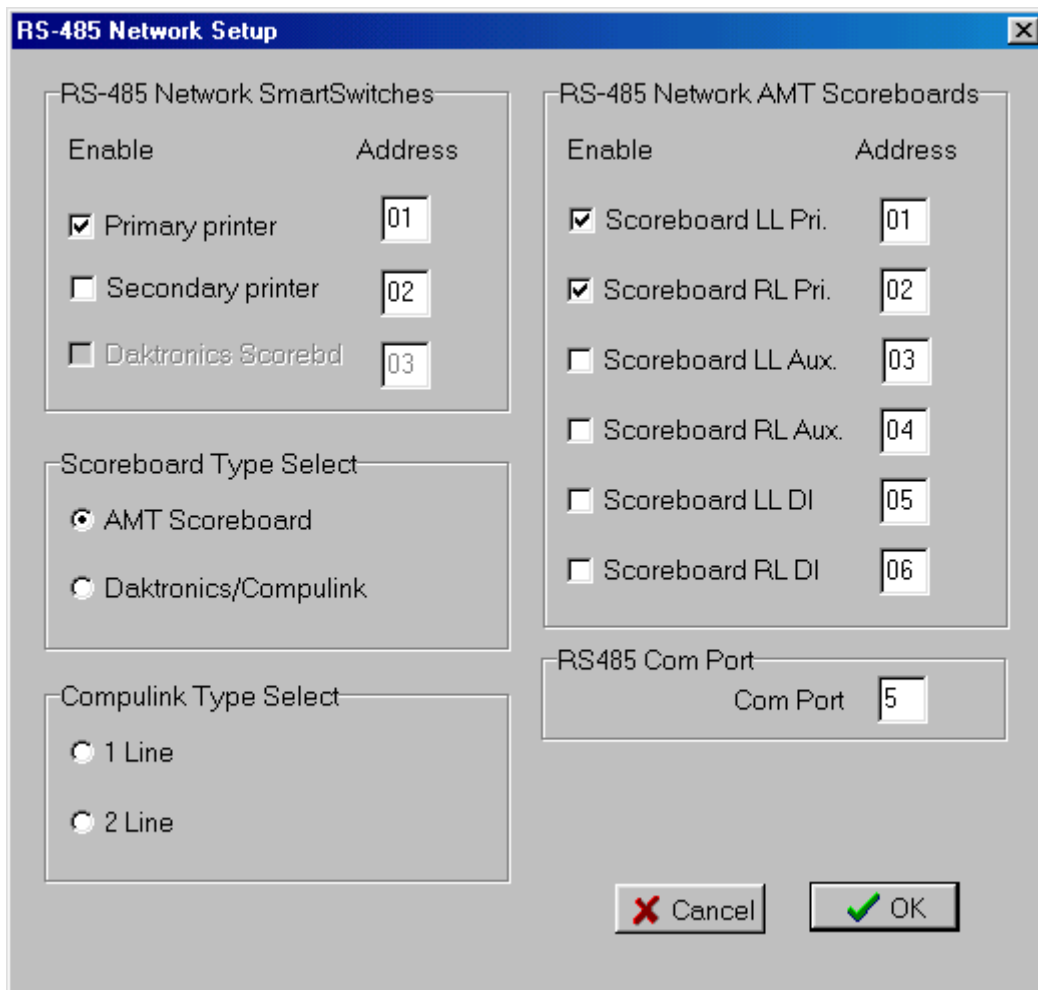 RS-485 Network Setup
RS-485 Network SmartSwitches
Enable Address
Primary printer 01
Secondary printer 02
Daktronics Scorebd 03
Scoreboard Type Select
AMT Scoreboard
Daktronics/Compulink
Compulink Type Select
1 Line
2 Line
RS-485 Network AMT Scoreboards
Enable Address
Scoreboard LL Pri. 01
Scoreboard RL Pri. 02
Scoreboard LL Aux. 03
Scoreboard RL Aux. 04
Scoreboard LL DI 05
Scoreboard RL DI 06
RS485 Com Port
Com Port 5
Cancel OK